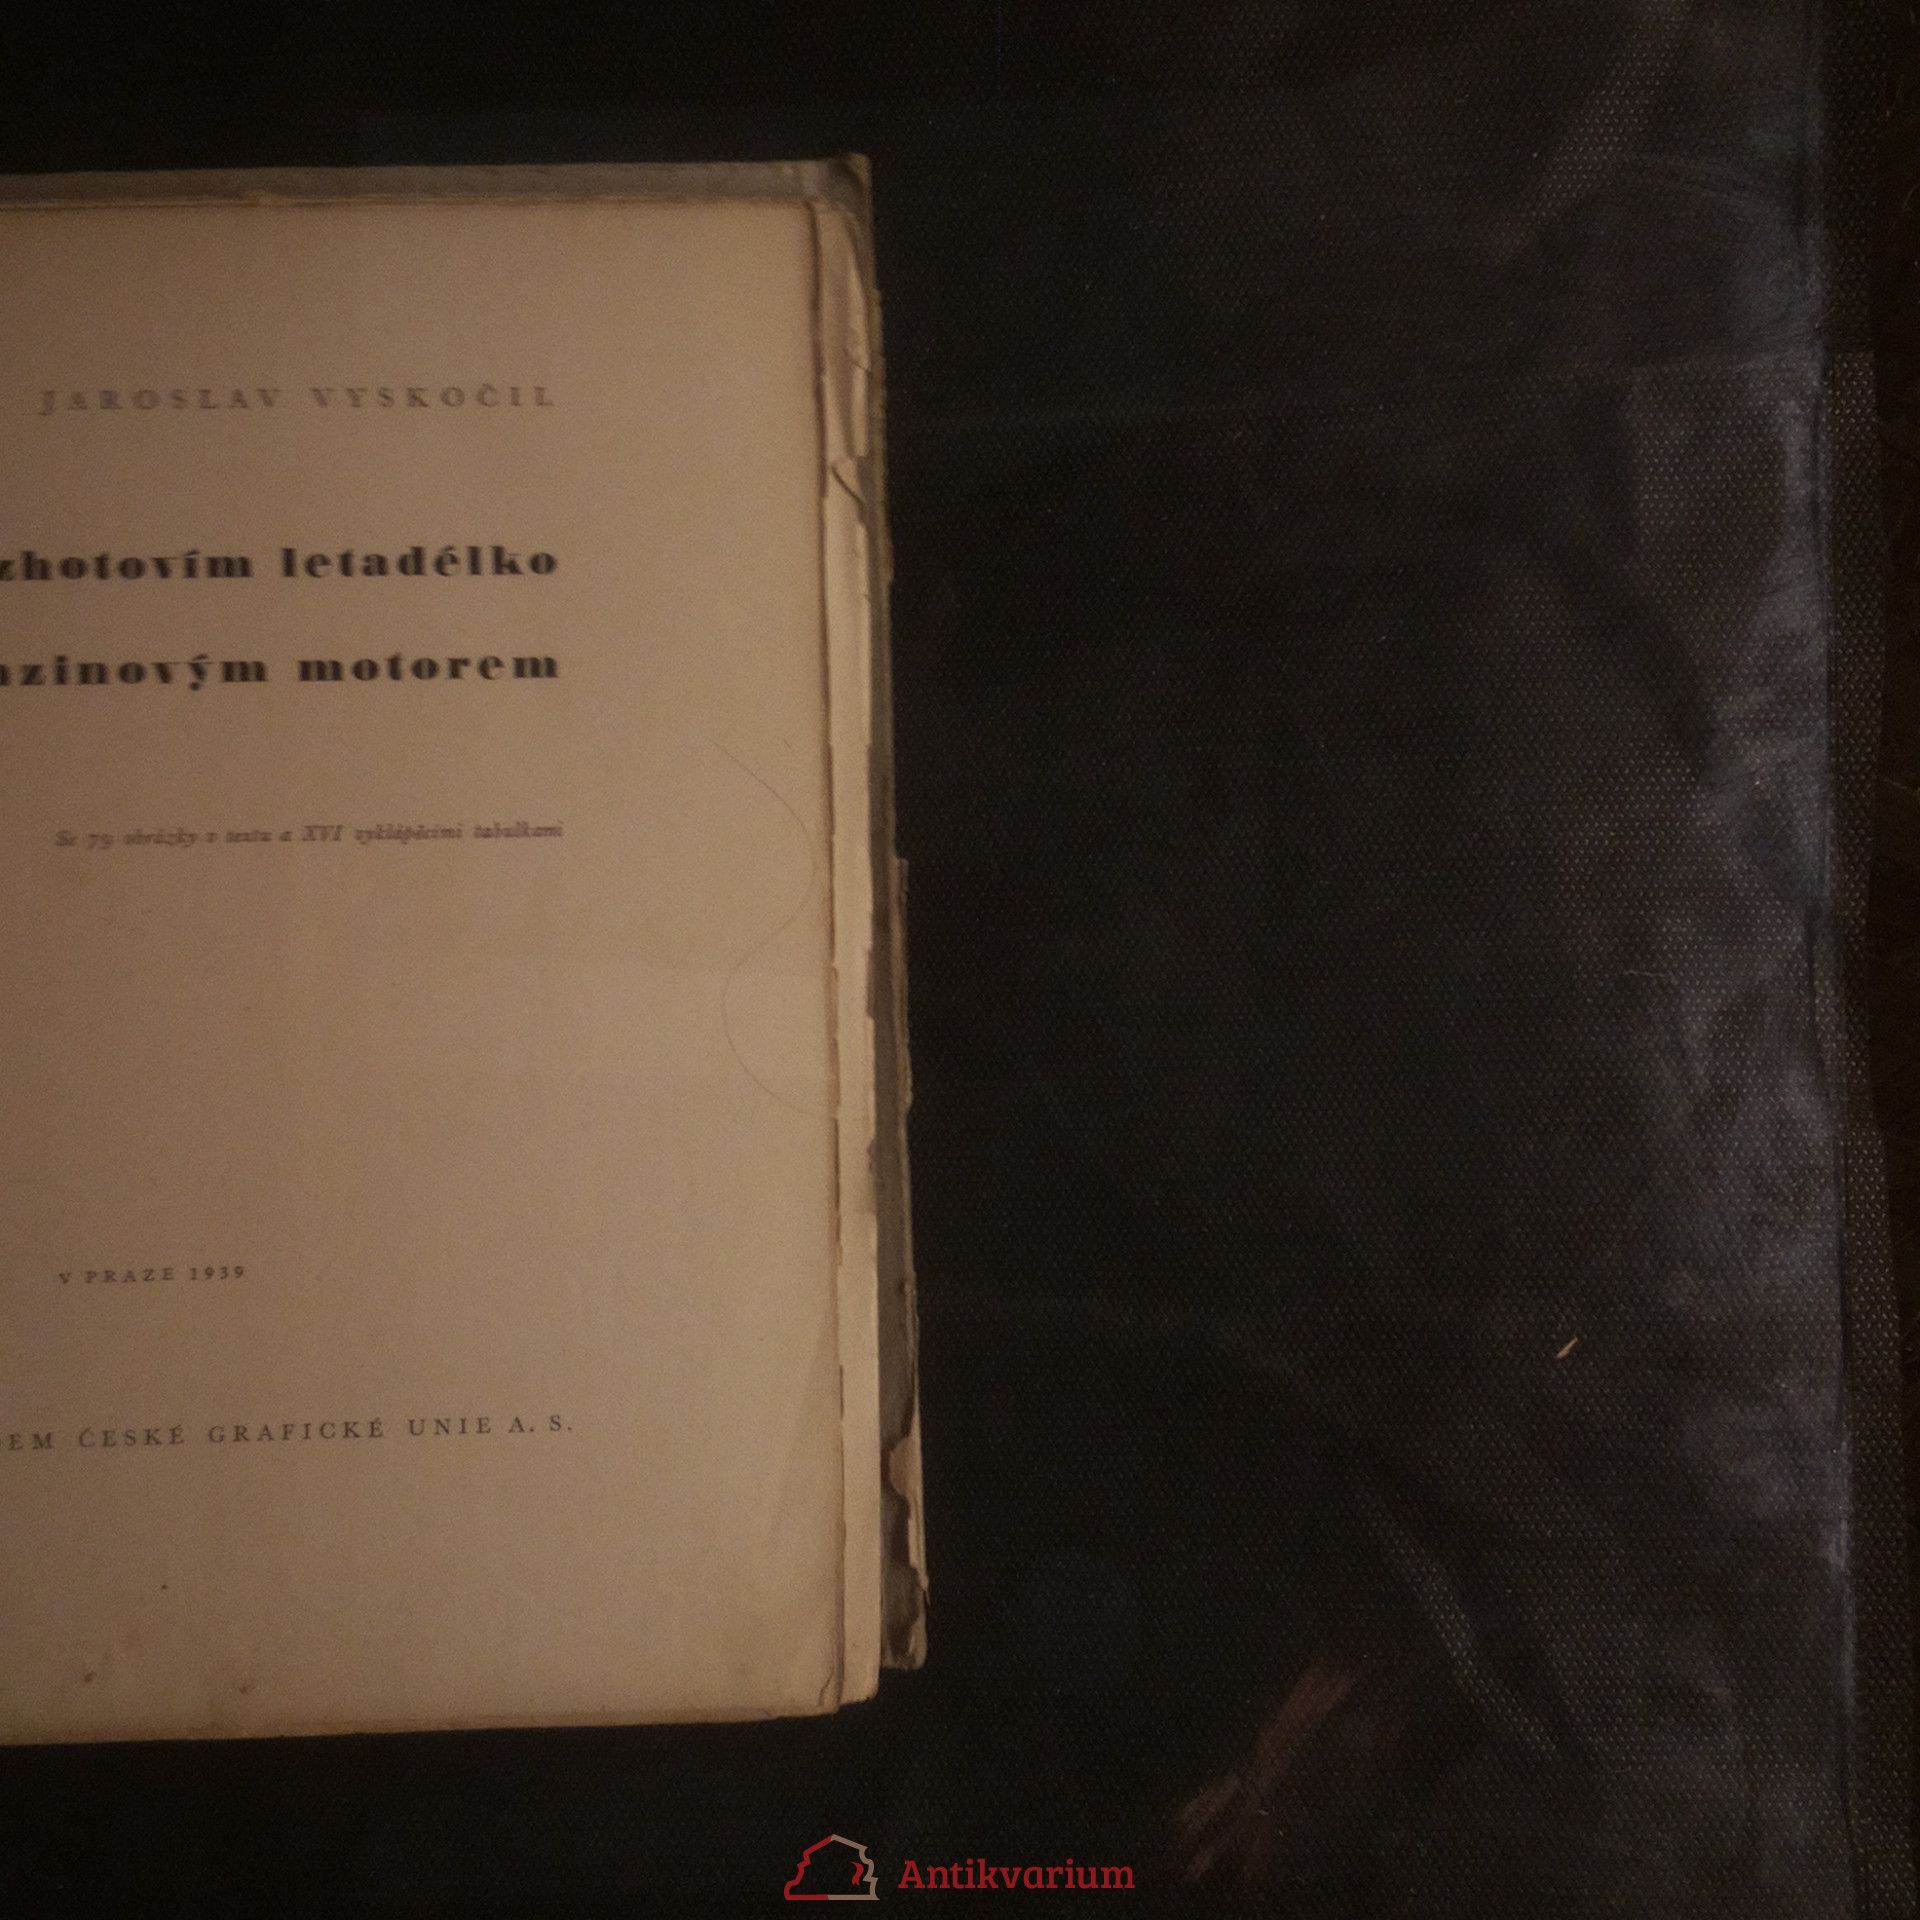 JAROSLAV VYSKOČIL
zhotovím letadélko
nzinovým motorem
Se 79 obrázky v textu a XVI vyklápěcími tabulkami
V PRAZE 1939
DEM ČESKÉ GRAFICKÉ UNIE A. S.
Antikvarium